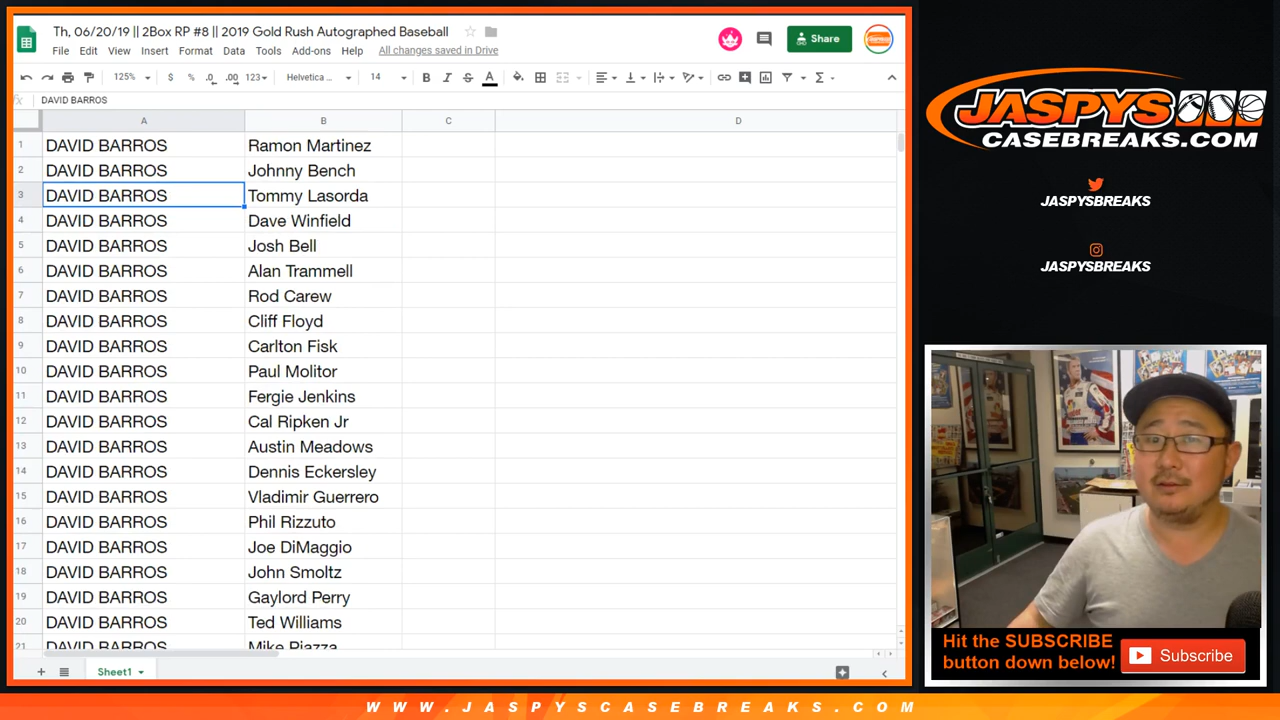 Th, 06/20/19 || 2Box RP #8 || 2019 Gold Rush Autographed Baseball
File Edit View Insert Format Data Tools Add-ons Help All changes saved in Drive
Share
125% $ % .0 .00 123 Helvetica ... 14 B I S A
fx DAVID BARROS
A B C D
1 DAVID BARROS Ramon Martinez
2 DAVID BARROS Johnny Bench
3 DAVID BARROS Tommy Lasorda
4 DAVID BARROS Dave Winfield
5 DAVID BARROS Josh Bell
6 DAVID BARROS Alan Trammell
7 DAVID BARROS Rod Carew
8 DAVID BARROS Cliff Floyd
9 DAVID BARROS Carlton Fisk
10 DAVID BARROS Paul Molitor
11 DAVID BARROS Fergie Jenkins
12 DAVID BARROS Cal Ripken Jr
13 DAVID BARROS Austin Meadows
14 DAVID BARROS Dennis Eckersley
15 DAVID BARROS Vladimir Guerrero
16 DAVID BARROS Phil Rizzuto
17 DAVID BARROS Joe DiMaggio
18 DAVID BARROS John Smoltz
19 DAVID BARROS Gaylord Perry
20 DAVID BARROS Ted Williams
21 DAVID BARROS Mike Piazza
Sheet1
JASPYS
CASEBREAKS.COM
JASPYSBREAKS
JASPYSBREAKS
Hit the SUBSCRIBE
button down below!
Subscribe
WWW.JASPYSCASEBREAKS.COM